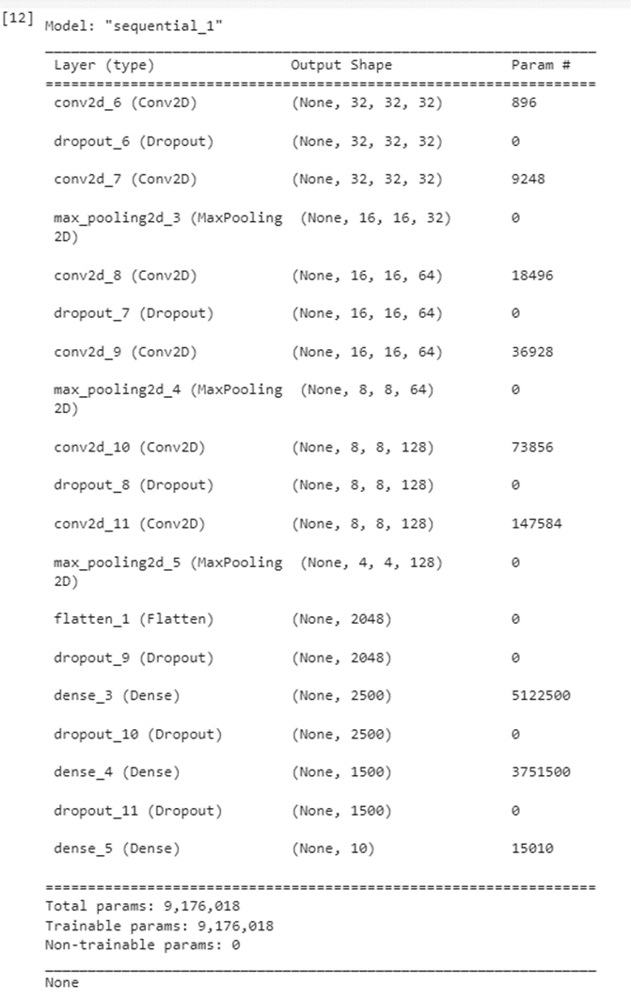 [12] Model: "sequential_1"
Layer (type) Output Shape Param #
=================================================================
conv2d_6 (Conv2D) (None, 32, 32, 32) 896
dropout_6 (Dropout) (None, 32, 32, 32) 0
conv2d_7 (Conv2D) (None, 32, 32, 32) 9248
max_pooling2d_3 (MaxPooling (None, 16, 16, 32) 0
2D)
conv2d_8 (Conv2D) (None, 16, 16, 64) 18496
dropout_7 (Dropout) (None, 16, 16, 64) 0
conv2d_9 (Conv2D) (None, 16, 16, 64) 36928
max_pooling2d_4 (MaxPooling (None, 8, 8, 64) 0
2D)
conv2d_10 (Conv2D) (None, 8, 8, 128) 73856
dropout_8 (Dropout) (None, 8, 8, 128) 0
conv2d_11 (Conv2D) (None, 8, 8, 128) 147584
max_pooling2d_5 (MaxPooling (None, 4, 4, 128) 0
2D)
flatten_1 (Flatten) (None, 2048) 0
dropout_9 (Dropout) (None, 2048) 0
dense_3 (Dense) (None, 2500) 5122500
dropout_10 (Dropout) (None, 2500) 0
dense_4 (Dense) (None, 1500) 3751500
dropout_11 (Dropout) (None, 1500) 0
dense_5 (Dense) (None, 10) 15010
=================================================================
Total params: 9,176,018
Trainable params: 9,176,018
Non-trainable params: 0
None